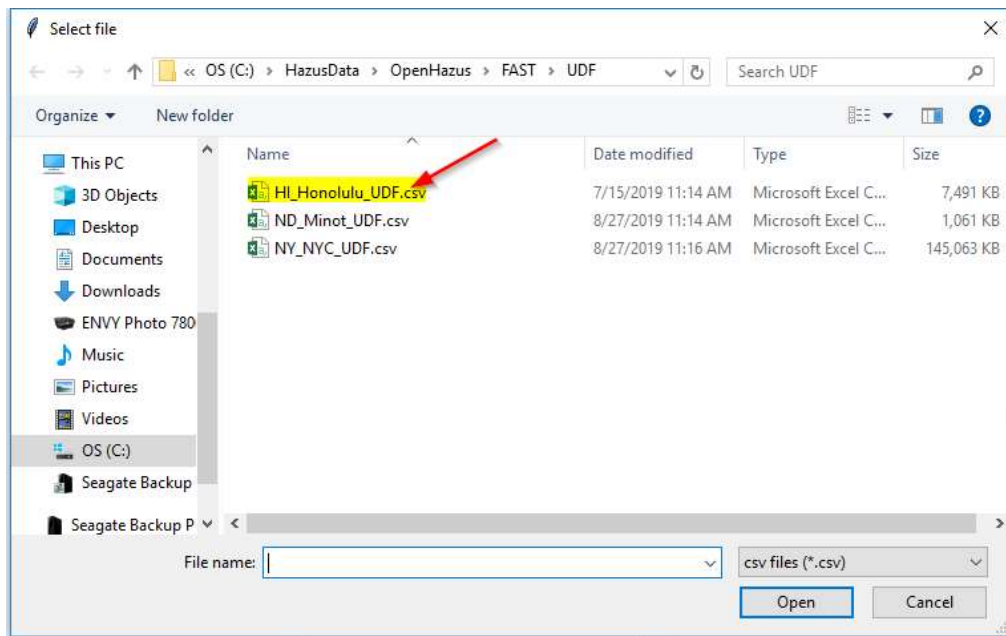 Select file
« OS (C:) > HazusData > OpenHazus > FAST > UDF
Search UDF
Organize
New folder
Name Date modified Type Size
HI_Honolulu_UDF.csv 7/15/2019 11:14 AM Microsoft Excel C... 7,491 KB
ND_Minot_UDF.csv 8/27/2019 11:14 AM Microsoft Excel C... 1,061 KB
NY_NYC_UDF.csv 8/27/2019 11:16 AM Microsoft Excel C... 145,063 KB
This PC
3D Objects
Desktop
Documents
Downloads
ENVY Photo 780
Music
Pictures
Videos
OS (C:)
Seagate Backup
Seagate Backup P
File name:
csv files (*.csv)
Open
Cancel